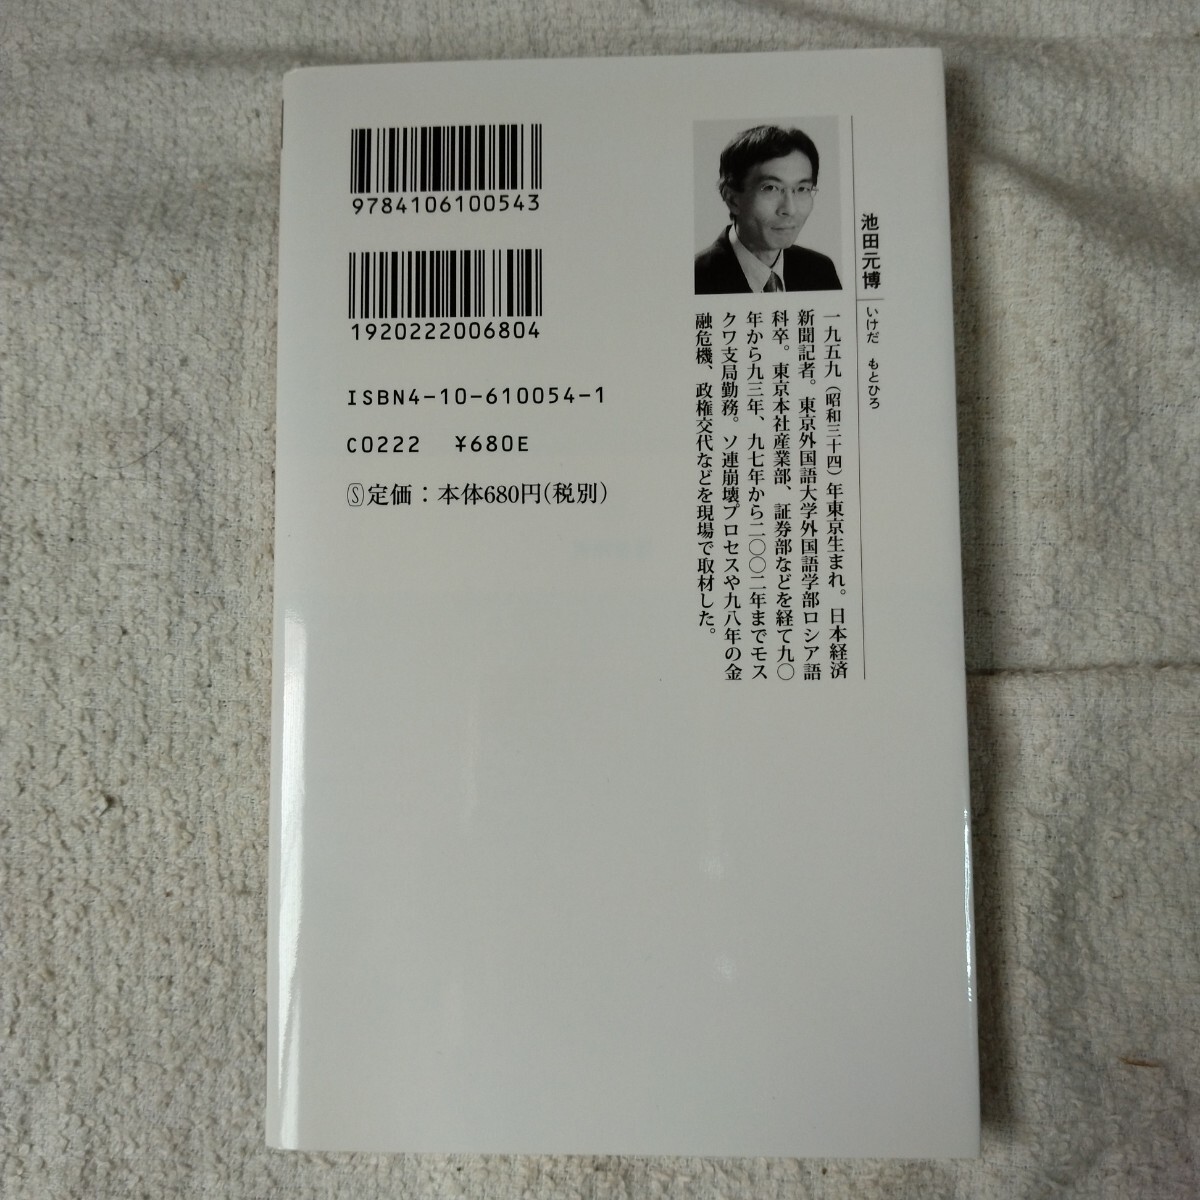 9784106100543
1920222006804
ISBN4-10-610054-1
C0222 ¥680E
Ⓢ定価：本体680円(税別)
池田元博
いけだ もとひろ
一九五九（昭和三十四）年東京生まれ。日本経済
新聞記者。東京外国語大学外国語学部ロシア語
科卒。東京本社産業部、証券部などを経て九〇
年から九三年、九七年から二〇〇二年までモス
クワ支局勤務。ソ連崩壊プロセスや九八年の金
融危機、政権交代などを現場で取材した。